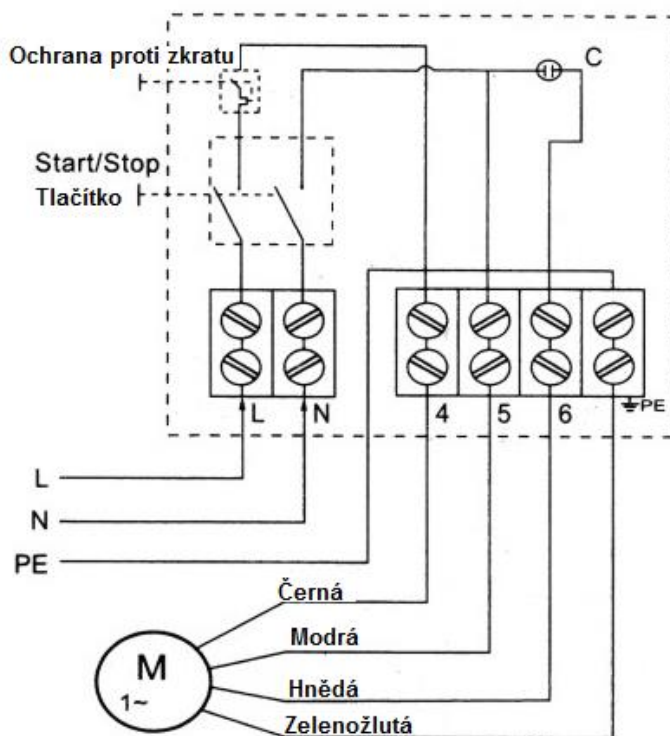 Ochrana proti zkratu
C
Start/Stop
Tlačítko
L
N
4
5
6
PE
L
N
PE
Černá
Modrá
Hnědá
Zelenožlutá
M
1~